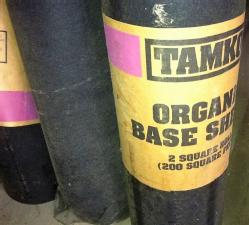 TAMK
ORGAN
BASE SH
2 SQUARE
(200 SQUARE